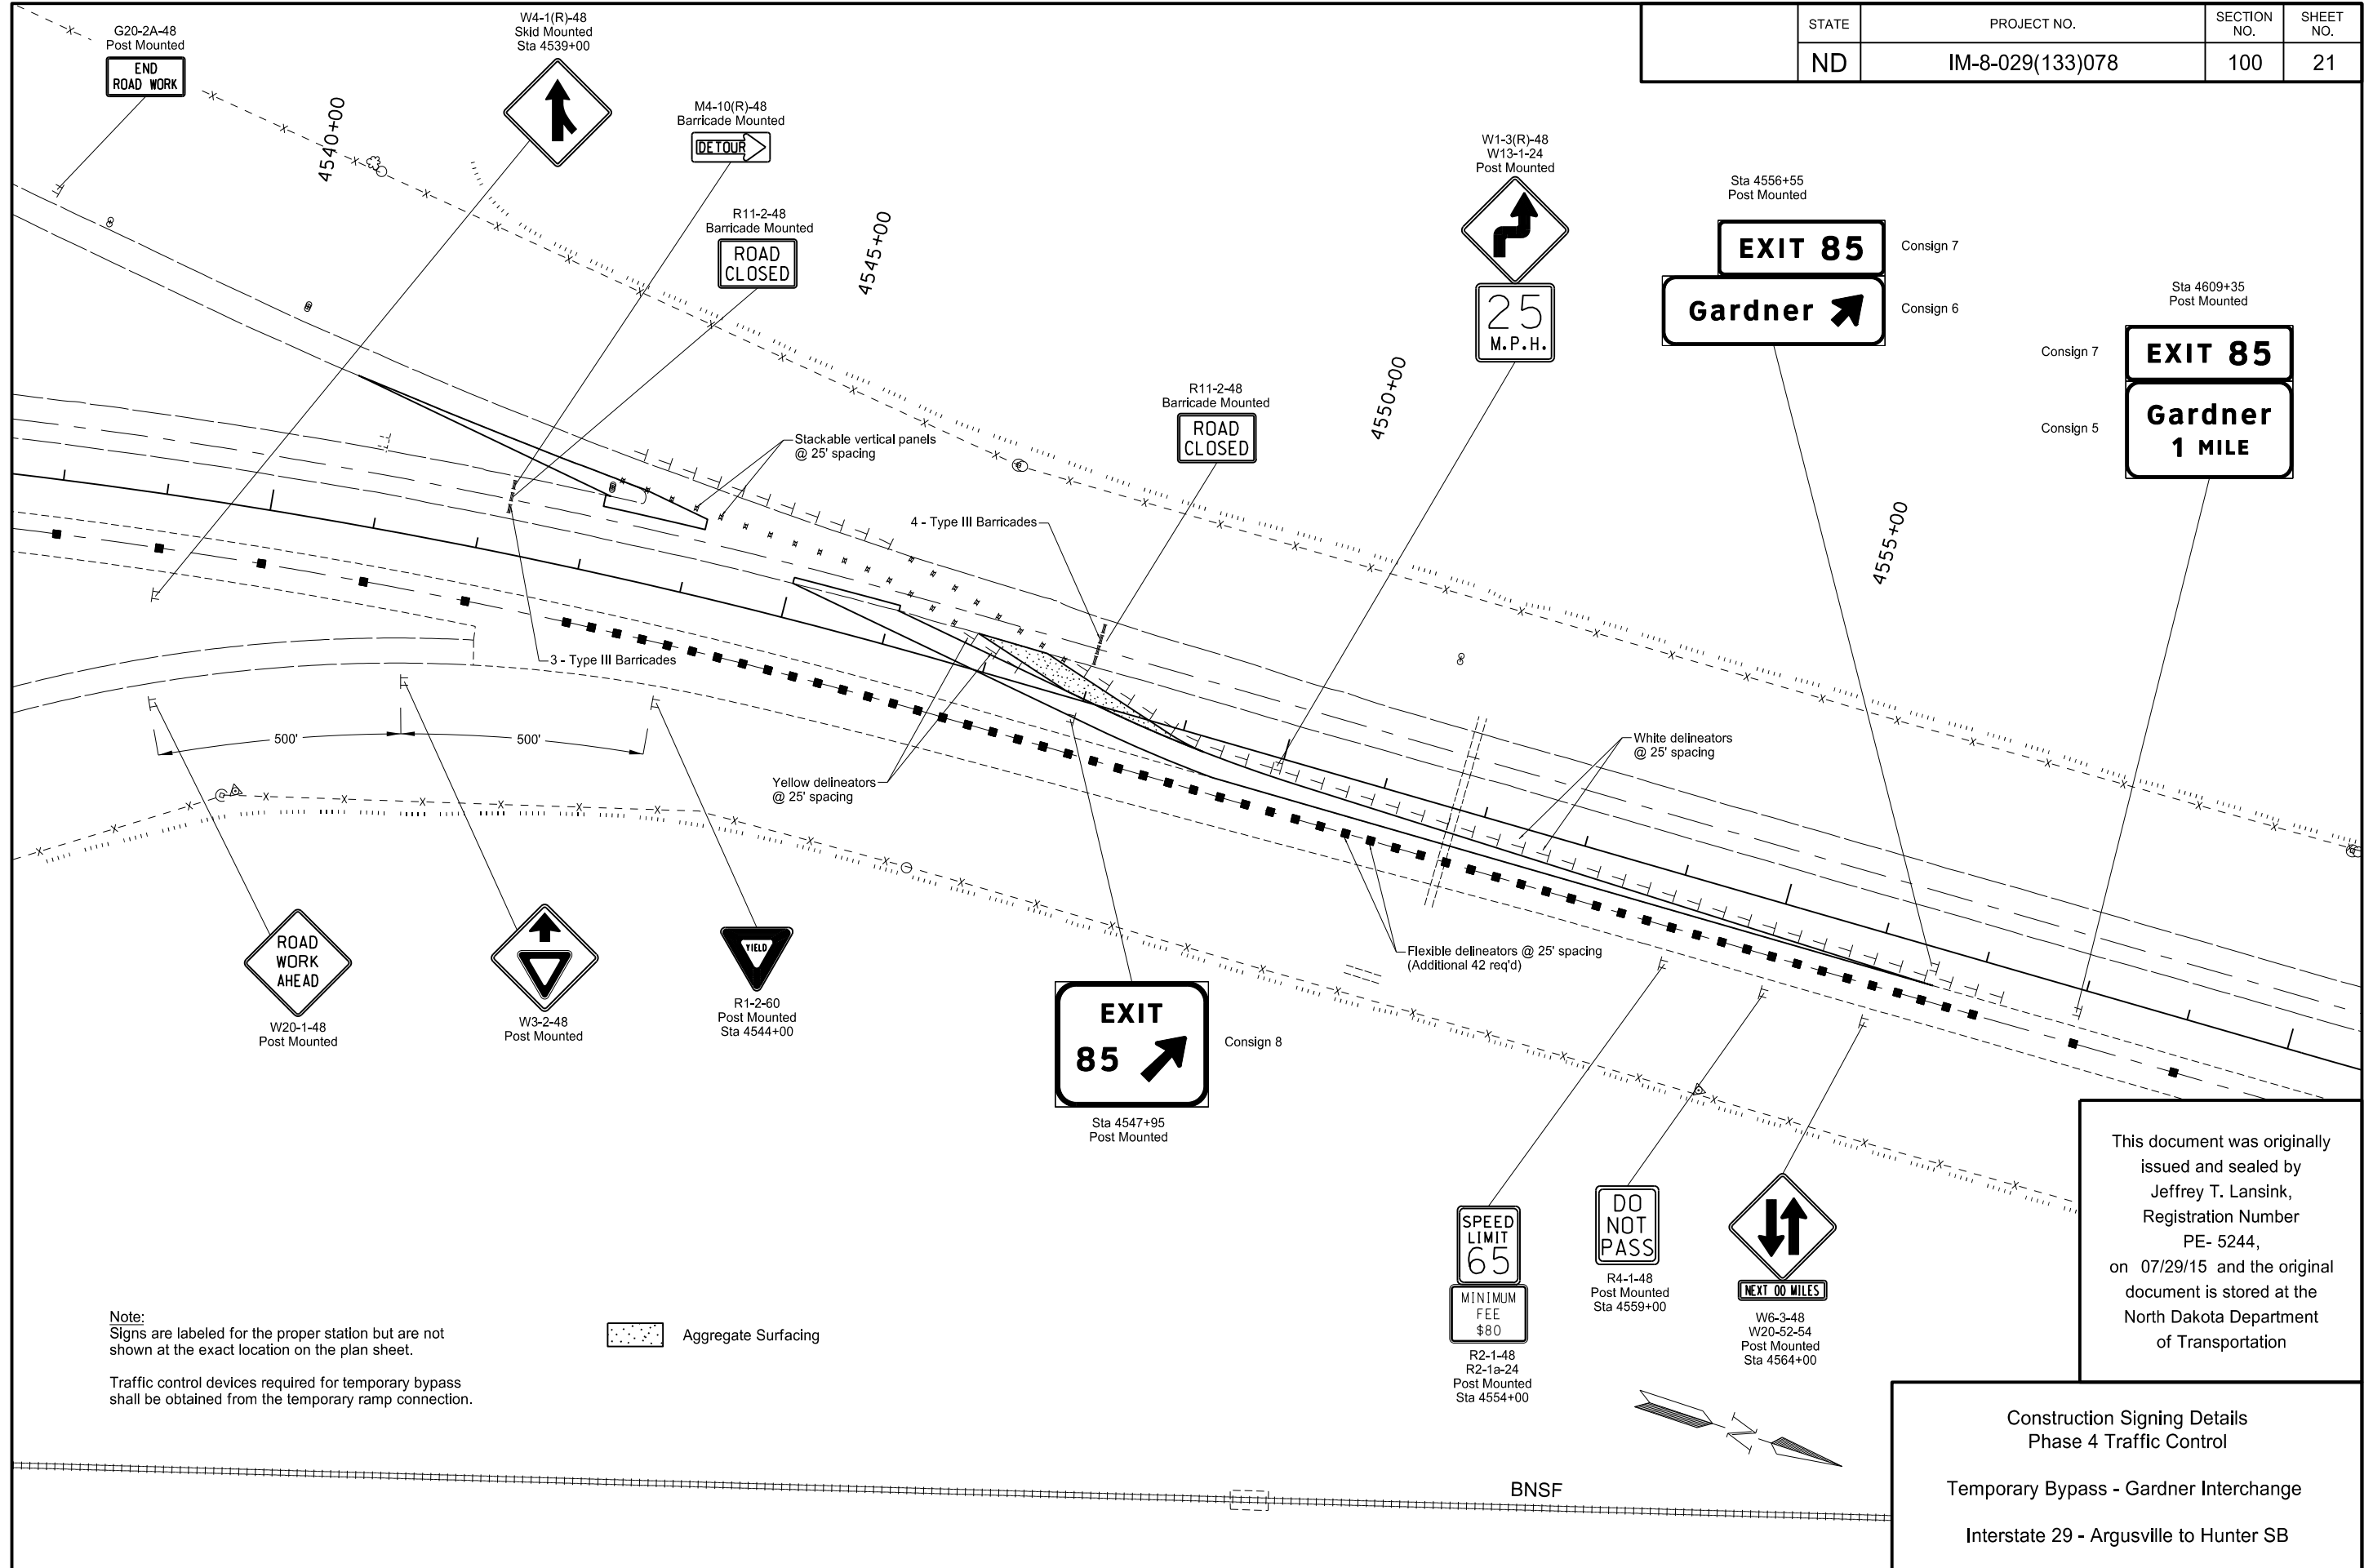 STATE
PROJECT NO.
SECTION
NO.
SHEET
NO.
ND
IM-8-029(133)078
100
21
G20-2A-48
Post Mounted
END
ROAD WORK
W4-1(R)-48
Skid Mounted
Sta 4539+00
4540+00
M4-10(R)-48
Barricade Mounted
DETOUR
R11-2-48
Barricade Mounted
ROAD
CLOSED
4545+00
W1-3(R)-48
W13-1-24
Post Mounted
25
M.P.H.
Sta 4556+55
Post Mounted
EXIT 85
Consign 7
Gardner
Consign 6
Sta 4609+35
Post Mounted
Consign 7
EXIT 85
Consign 5
Gardner
1 MILE
4550+00
R11-2-48
Barricade Mounted
ROAD
CLOSED
Stackable vertical panels
@ 25' spacing
4 - Type III Barricades
4555+00
3 - Type III Barricades
500'
500'
Yellow delineators
@ 25' spacing
White delineators
@ 25' spacing
Flexible delineators @ 25' spacing
(Additional 42 req'd)
ROAD
WORK
AHEAD
W20-1-48
Post Mounted
W3-2-48
Post Mounted
YIELD
R1-2-60
Post Mounted
Sta 4544+00
EXIT
85
Consign 8
Sta 4547+95
Post Mounted
SPEED
LIMIT
65
MINIMUM
FEE
$80
R2-1-48
R2-1a-24
Post Mounted
Sta 4554+00
DO
NOT
PASS
R4-1-48
Post Mounted
Sta 4559+00
NEXT 00 MILES
W6-3-48
W20-52-54
Post Mounted
Sta 4564+00
This document was originally
issued and sealed by
Jeffrey T. Lansink,
Registration Number
PE- 5244,
on 07/29/15 and the original
document is stored at the
North Dakota Department
of Transportation
Note:
Signs are labeled for the proper station but are not
shown at the exact location on the plan sheet.
Traffic control devices required for temporary bypass
shall be obtained from the temporary ramp connection.
Aggregate Surfacing
N
BNSF
Construction Signing Details
Phase 4 Traffic Control
Temporary Bypass - Gardner Interchange
Interstate 29 - Argusville to Hunter SB